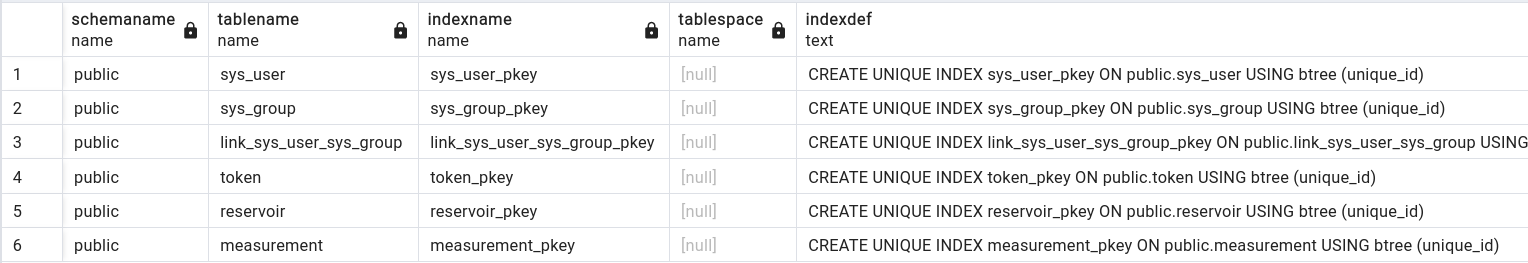 schemaname tablename indexname tablespace indexdef
name name name name text
1 public sys_user sys_user_pkey [null] CREATE UNIQUE INDEX sys_user_pkey ON public.sys_user USING btree (unique_id)
2 public sys_group sys_group_pkey [null] CREATE UNIQUE INDEX sys_group_pkey ON public.sys_group USING btree (unique_id)
3 public link_sys_user_sys_group link_sys_user_sys_group_pkey [null] CREATE UNIQUE INDEX link_sys_user_sys_group_pkey ON public.link_sys_user_sys_group USING
4 public token token_pkey [null] CREATE UNIQUE INDEX token_pkey ON public.token USING btree (unique_id)
5 public reservoir reservoir_pkey [null] CREATE UNIQUE INDEX reservoir_pkey ON public.reservoir USING btree (unique_id)
6 public measurement measurement_pkey [null] CREATE UNIQUE INDEX measurement_pkey ON public.measurement USING btree (unique_id)